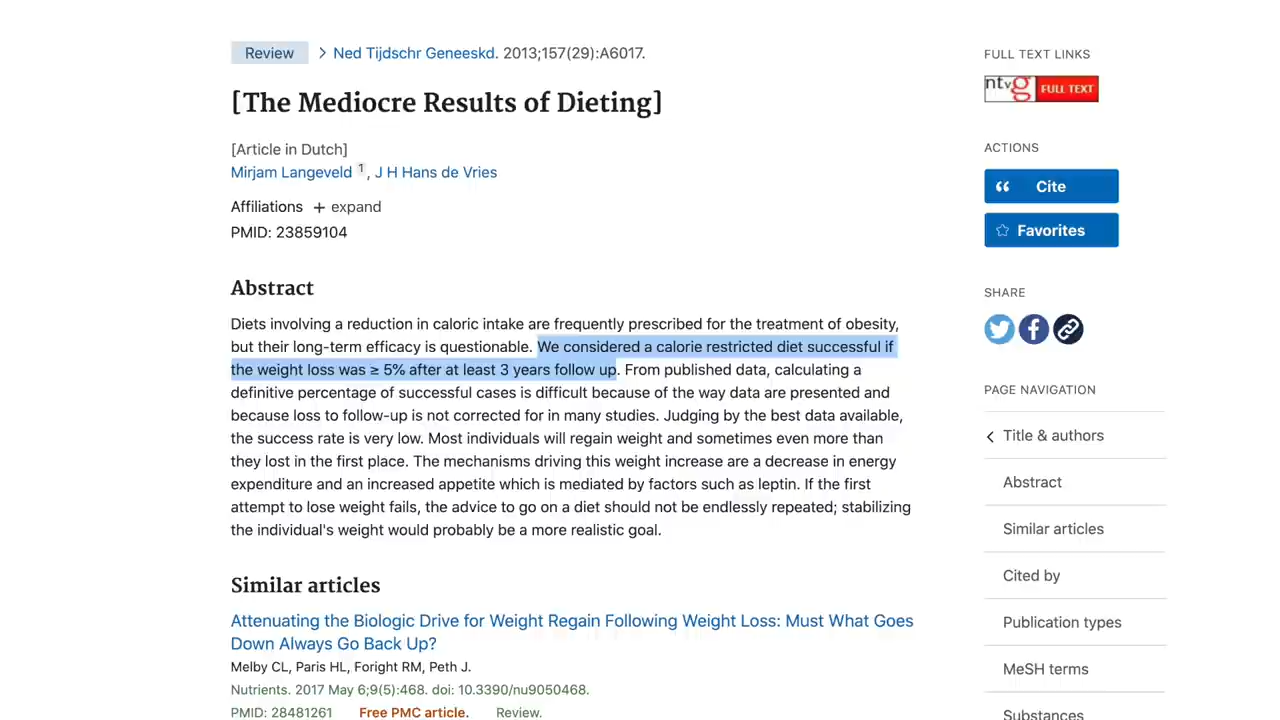 Review > Ned Tijdschr Geneeskd. 2013;157(29):A6017.
[The Mediocre Results of Dieting]
[Article in Dutch]
Mirjam Langeveld 1, J H Hans de Vries
Affiliations + expand
PMID: 23859104
Abstract
Diets involving a reduction in caloric intake are frequently prescribed for the treatment of obesity,
but their long-term efficacy is questionable. We considered a calorie restricted diet successful if
the weight loss was ≥ 5% after at least 3 years follow up. From published data, calculating a
definitive percentage of successful cases is difficult because of the way data are presented and
because loss to follow-up is not corrected for in many studies. Judging by the best data available,
the success rate is very low. Most individuals will regain weight and sometimes even more than
they lost in the first place. The mechanisms driving this weight increase are a decrease in energy
expenditure and an increased appetite which is mediated by factors such as leptin. If the first
attempt to lose weight fails, the advice to go on a diet should not be endlessly repeated; stabilizing
the individual's weight would probably be a more realistic goal.
Similar articles
Attenuating the Biologic Drive for Weight Regain Following Weight Loss: Must What Goes
Down Always Go Back Up?
Melby CL, Paris HL, Foright RM, Peth J.
Nutrients. 2017 May 6;9(5):468. doi: 10.3390/nu9050468.
PMID: 28481261 Free PMC article. Review.
FULL TEXT LINKS
ntvg FULL TEXT
ACTIONS
Cite
Favorites
SHARE
PAGE NAVIGATION
Title & authors
Abstract
Similar articles
Cited by
Publication types
MeSH terms
Substances